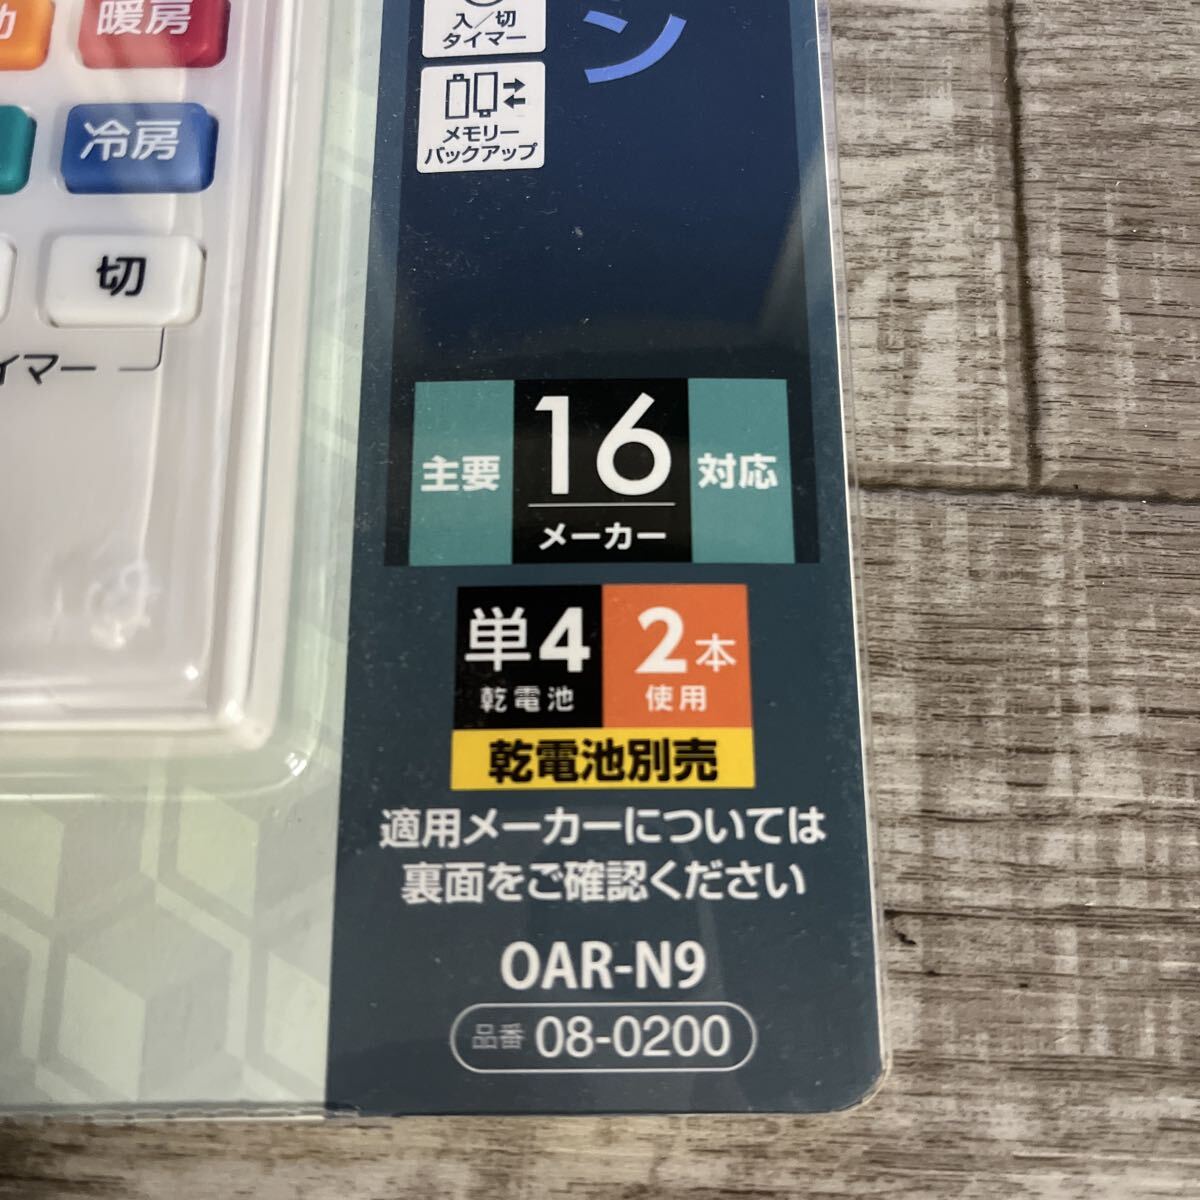 暖房
冷房
切
イマー
入/切
タイマー
ン
メモリー
バックアップ
主要
16
メーカー
対応
単4
乾電池
2本
使用
乾電池別売
適用メーカーについては
裏面をご確認ください
OAR-N9
品番 08-0200